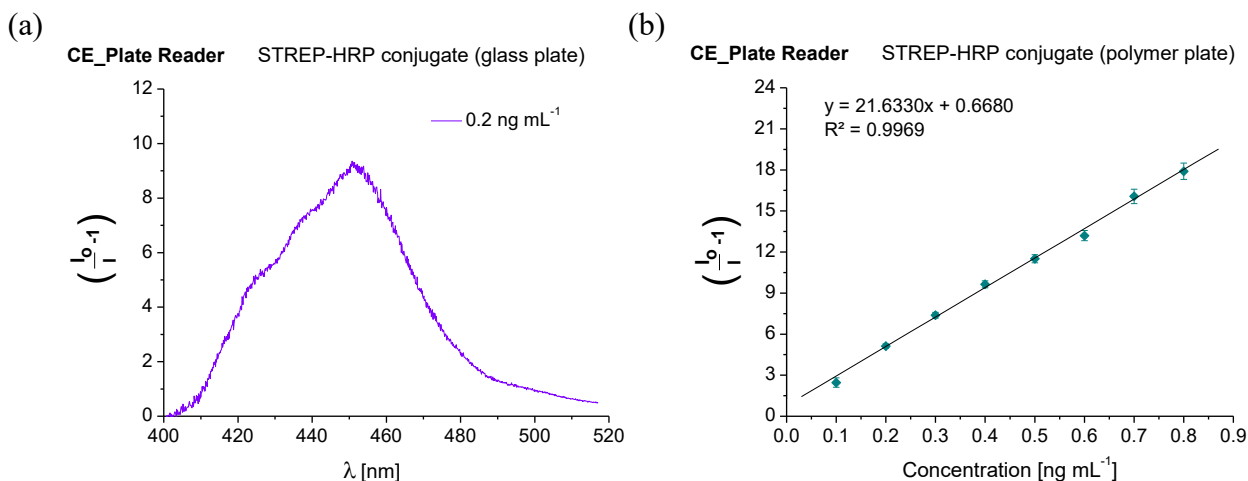 (a)
CE_Plate Reader STREP-HRP conjugate (glass plate)
12
10
8
6
4
2
0
(Io/I -1)
0.2 ng mL⁻¹
400 420 440 460 480 500 520
λ [nm]
(b)
CE_Plate Reader STREP-HRP conjugate (polymer plate)
24
21
18
15
12
9
6
3
0
(Io/I -1)
y = 21.6330x + 0.6680
R² = 0.9969
0.0 0.1 0.2 0.3 0.4 0.5 0.6 0.7 0.8 0.9
Concentration [ng mL⁻¹]